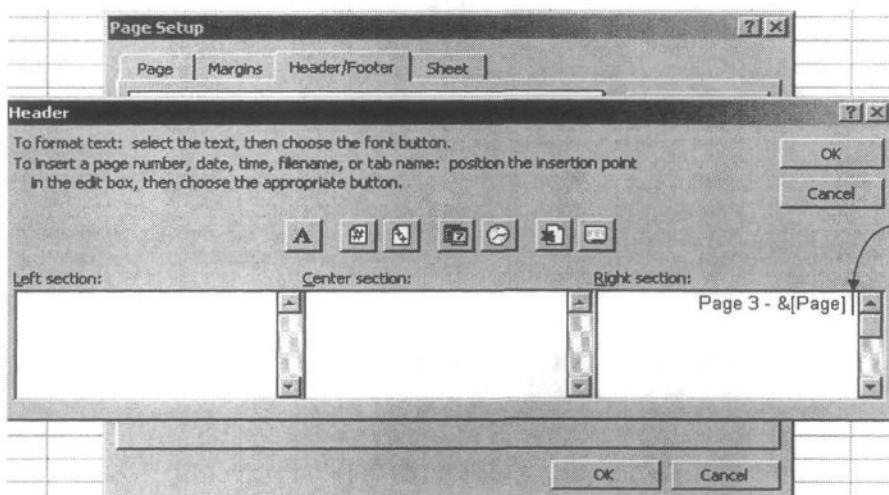 Page Setup
Page Margins Header/Footer Sheet
Header
To format text: select the text, then choose the font button.
To insert a page number, date, time, filename, or tab name: position the insertion point
in the edit box, then choose the appropriate button.
OK
Cancel
A
Left section: Center section: Right section:
Page 3 - &[Page]
OK Cancel